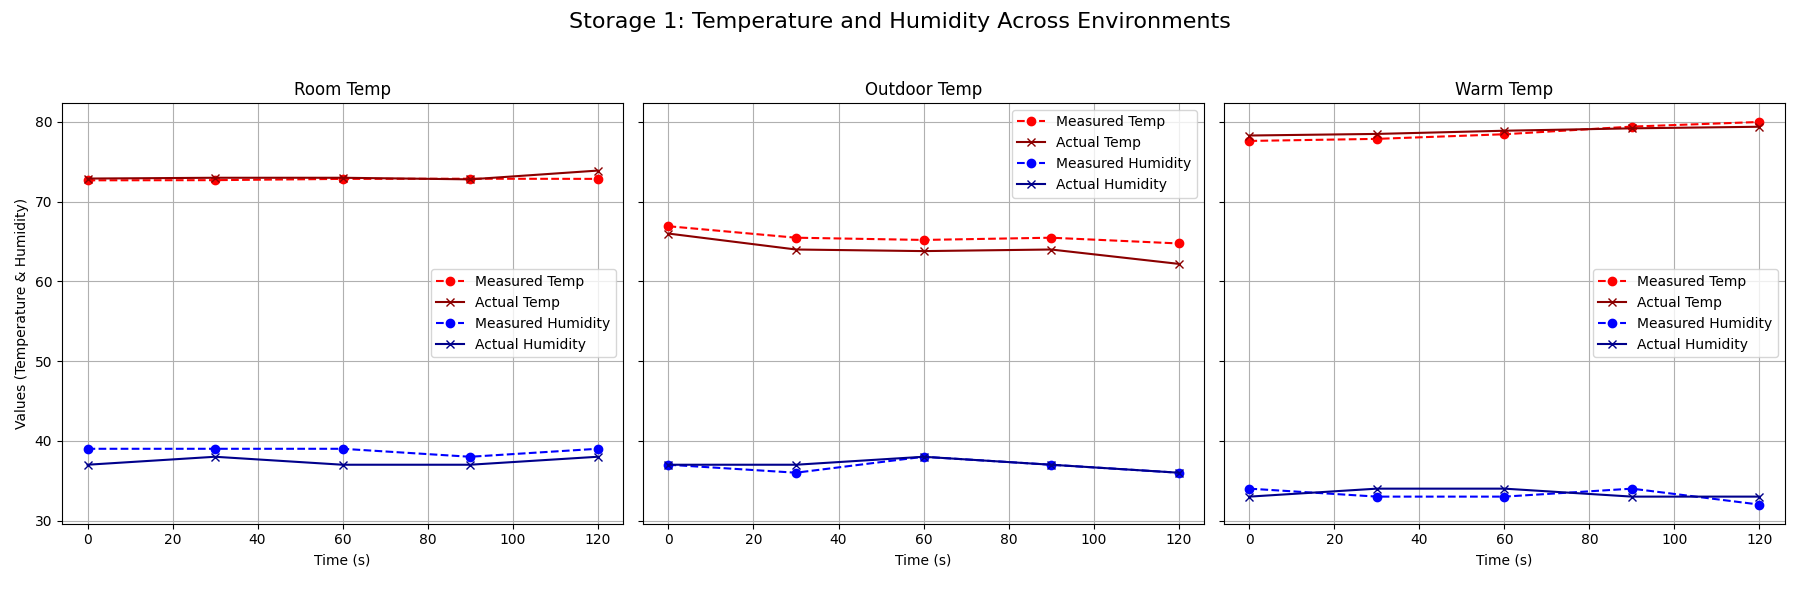 Storage 1: Temperature and Humidity Across Environments
Room Temp
Values (Temperature & Humidity)
80
70
60
50
40
30
Measured Temp
Actual Temp
Measured Humidity
Actual Humidity
0 20 40 60 80 100 120
Time (s)
Outdoor Temp
Measured Temp
Actual Temp
Measured Humidity
Actual Humidity
0 20 40 60 80 100 120
Time (s)
Warm Temp
Measured Temp
Actual Temp
Measured Humidity
Actual Humidity
0 20 40 60 80 100 120
Time (s)